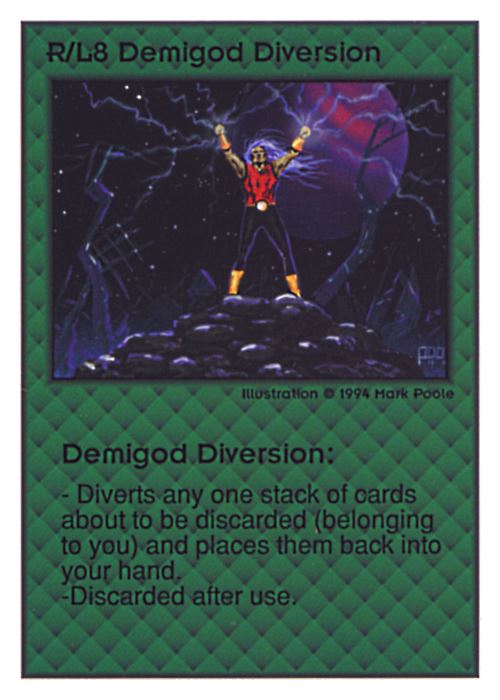 R/L8 Demigod Diversion
Illustration © 1994 Mark Poole
Demigod Diversion:
- Diverts any one stack of cards
about to be discarded (belonging
to you) and places them back into
your hand.
-Discarded after use.